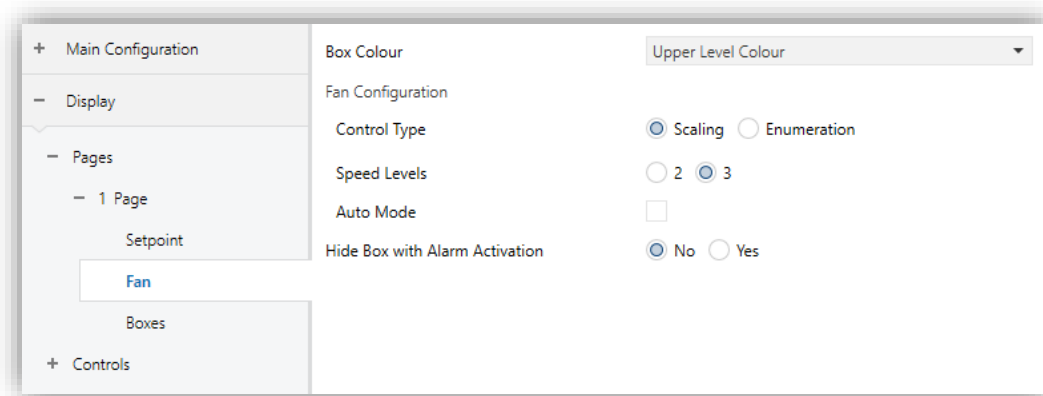 + Main Configuration
− Display
− Pages
− 1 Page
Setpoint
Fan
Boxes
+ Controls
Box Colour Upper Level Colour
Fan Configuration
Control Type Scaling Enumeration
Speed Levels 2 3
Auto Mode
Hide Box with Alarm Activation No Yes